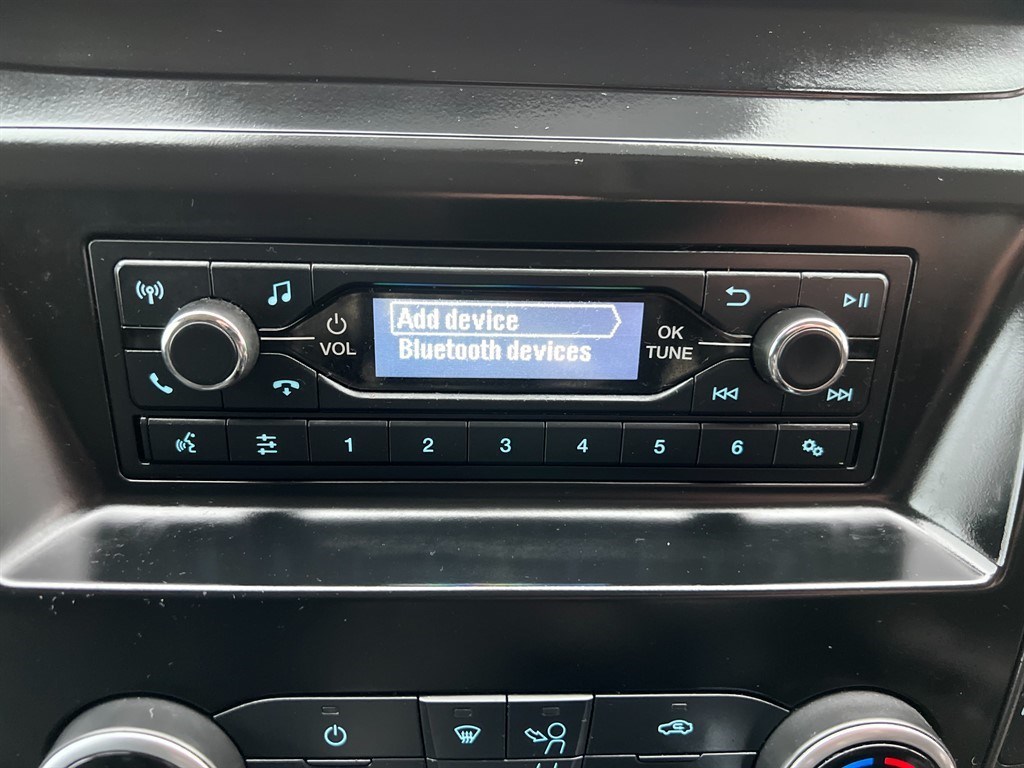 Add device
Bluetooth devices
VOL
OK
TUNE
1 2 3 4 5 6